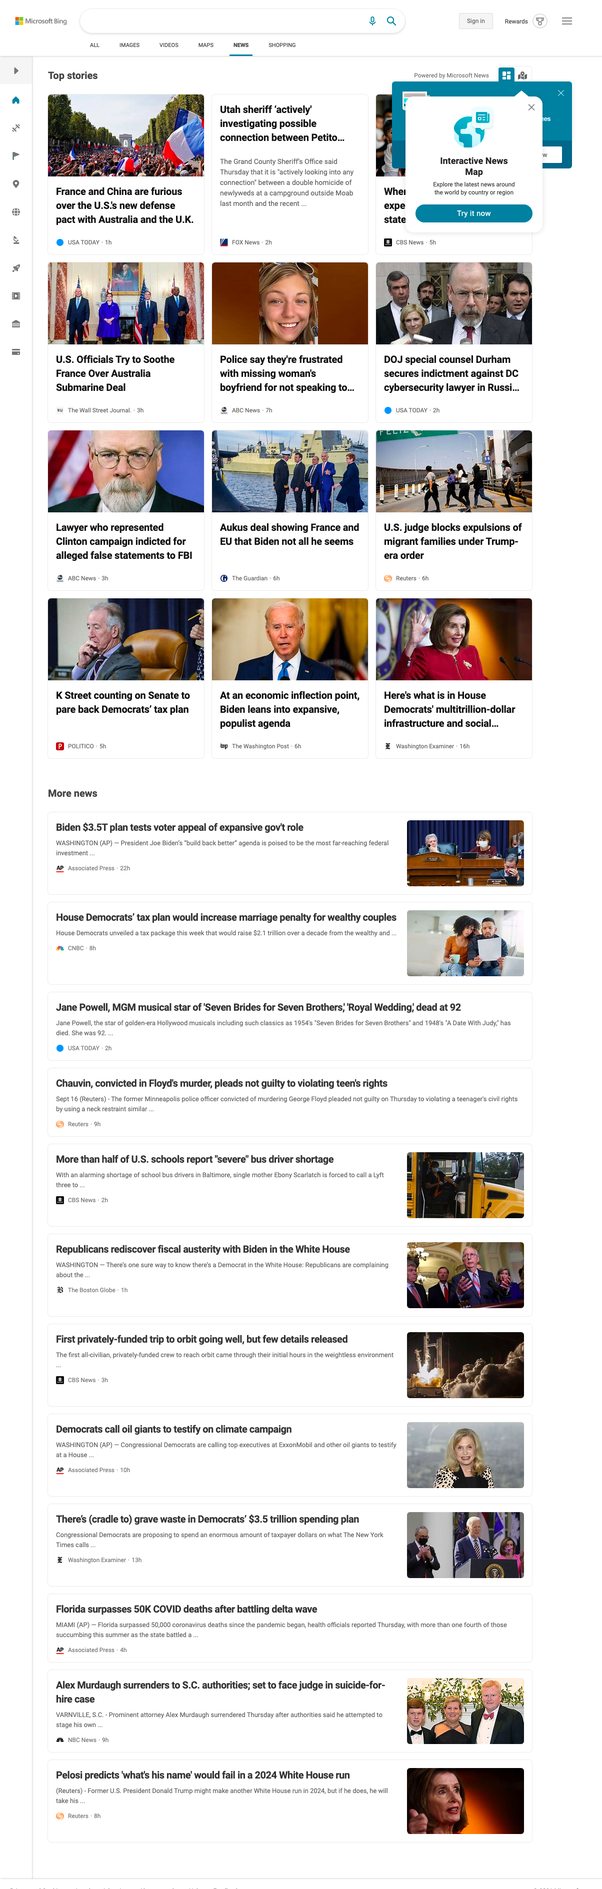 Microsoft Bing
Sign in
Rewards
ALL
IMAGES
VIDEOS
MAPS
NEWS
SHOPPING
Top stories
Powered by Microsoft News
Interactive News
Map
Explore the latest news around
the world by country or region
Try it now
France and China are furious
over the U.S.'s new defense
pact with Australia and the U.K.
USA TODAY · 1h
Utah sheriff 'actively'
investigating possible
connection between Petito...
The Grand County Sheriff's Office said
Thursday that it is "actively looking into any
connection" between a double homicide of
newlyweds at a campground outside Moab
last month and the recent ...
FOX News · 2h
CBS News · 5h
U.S. Officials Try to Soothe
France Over Australia
Submarine Deal
The Wall Street Journal · 3h
Police say they're frustrated
with missing woman's
boyfriend for not speaking to...
ABC News · 7h
DOJ special counsel Durham
secures indictment against DC
cybersecurity lawyer in Russi...
USA TODAY · 2h
Lawyer who represented
Clinton campaign indicted for
alleged false statements to FBI
ABC News · 3h
Aukus deal showing France and
EU that Biden not all he seems
The Guardian · 6h
U.S. judge blocks expulsions of
migrant families under Trump-
era order
Reuters · 6h
K Street counting on Senate to
pare back Democrats' tax plan
POLITICO · 5h
At an economic inflection point,
Biden leans into expansive,
populist agenda
The Washington Post · 6h
Here's what is in House
Democrats' multitrillion-dollar
infrastructure and social...
Washington Examiner · 16h
More news
Biden $3.5T plan tests voter appeal of expansive gov't role
WASHINGTON (AP) — President Joe Biden's "build back better" agenda is poised to be the most far-reaching federal
investment ...
Associated Press · 22h
House Democrats' tax plan would increase marriage penalty for wealthy couples
House Democrats unveiled a tax package this week that would raise $2.1 trillion over a decade from the wealthy and ...
CNBC · 8h
Jane Powell, MGM musical star of 'Seven Brides for Seven Brothers,' 'Royal Wedding,' dead at 92
Jane Powell, the star of golden-era Hollywood musicals including such classics as 1954's "Seven Brides for Seven Brothers" and 1948's "A Date With Judy," has
died. She was 92. ...
USA TODAY · 2h
Chauvin, convicted in Floyd's murder, pleads not guilty to violating teen's rights
Sept 16 (Reuters) - The former Minneapolis police officer convicted of murdering George Floyd pleaded not guilty on Thursday to violating a teenager's civil rights
by using a neck restraint similar ...
Reuters · 9h
More than half of U.S. schools report "severe" bus driver shortage
With an alarming shortage of school bus drivers in Baltimore, single mother Ebony Scarlatch is forced to call a Lyft
three to ...
CBS News · 2h
Republicans rediscover fiscal austerity with Biden in the White House
WASHINGTON — There's one sure way to know there's a Democrat in the White House: Republicans are complaining
about the ...
The Boston Globe · 1h
First privately-funded trip to orbit going well, but few details released
The first all-civilian, privately-funded crew to reach orbit came through their initial hours in the weightless environment
...
CBS News · 3h
Democrats call oil giants to testify on climate campaign
WASHINGTON (AP) — Congressional Democrats are calling top executives at ExxonMobil and other oil giants to testify
at a House ...
Associated Press · 10h
There's (cradle to) grave waste in Democrats' $3.5 trillion spending plan
Congressional Democrats are proposing to spend an enormous amount of taxpayer dollars on what The New York
Times calls ...
Washington Examiner · 13h
Florida surpasses 50K COVID deaths after battling delta wave
MIAMI (AP) — Florida surpassed 50,000 coronavirus deaths since the pandemic began, health officials reported Thursday, with more than one fourth of those
succumbing this summer as the state battled a ...
Associated Press · 4h
Alex Murdaugh surrenders to S.C. authorities; set to face judge in suicide-for-
hire case
VARNVILLE, S.C. - Prominent attorney Alex Murdaugh surrendered Thursday after authorities said he attempted to
stage his own ...
NBC News · 9h
Pelosi predicts 'what's his name' would fail in a 2024 White House run
(Reuters) - Former U.S. President Donald Trump might make another White House run in 2024, but if he does, he will
take his ...
Reuters · 8h